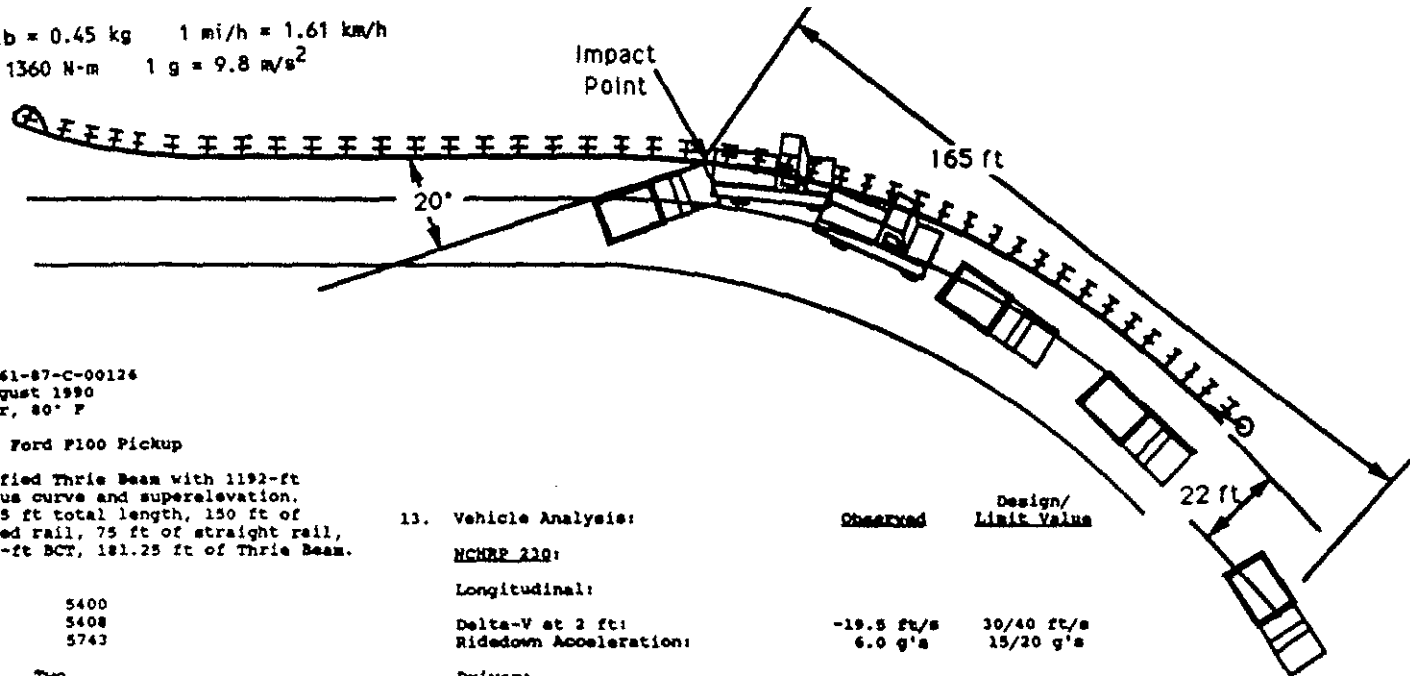 b = 0.45 kg 1 mi/h = 1.61 km/h
1360 N-m 1 g = 9.8 m/s²
Impact
Point
165 ft
20°
22 ft
61-87-C-00126
gust 1990
r, 80° F
Ford F100 Pickup
fied Thrie Beam with 1192-ft
us curve and superelevation,
5 ft total length, 150 ft of
ed rail, 75 ft of straight rail,
-ft BCT, 181.25 ft of Thrie Beam.
5400
5408
5743
Two
13. Vehicle Analysis:
Observed
Design/
Limit Value
NCHRP 230:
Longitudinal:
Delta-V at 2 ft: -19.5 ft/s 30/40 ft/s
Ridedown Acceleration: 6.0 g's 15/20 g's